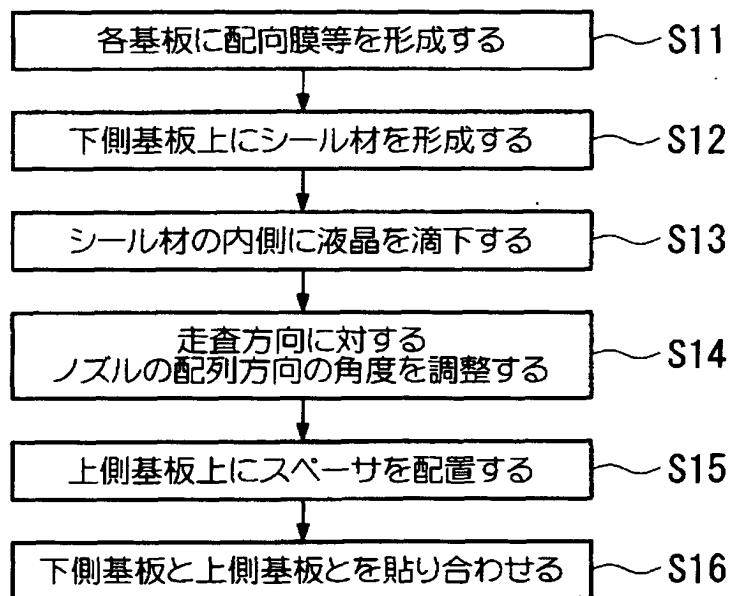 各基板に配向膜等を形成する S11
下側基板上にシール材を形成する S12
シール材の内側に液晶を滴下する S13
走査方向に対する
ノズルの配列方向の角度を調整する S14
上側基板上にスペーサを配置する S15
下側基板と上側基板とを貼り合わせる S16